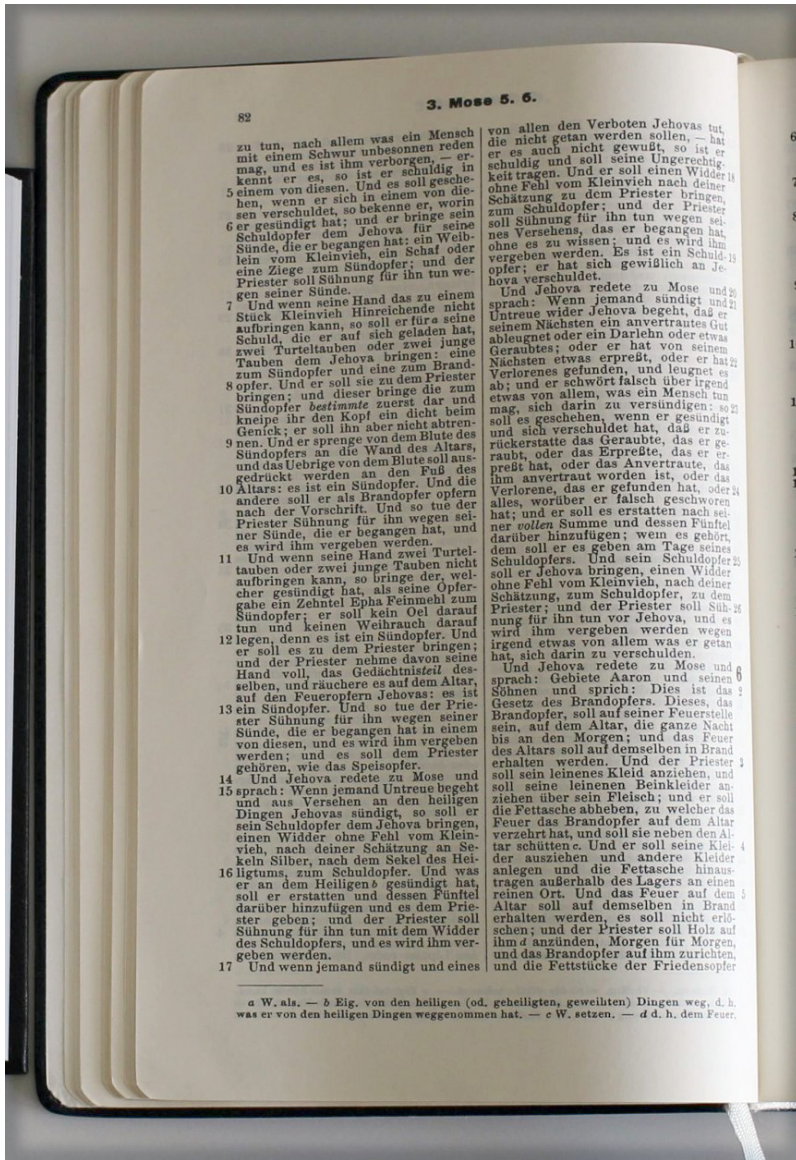 82
3. Mose 5. 6.
zu tun, nach allem was ein Mensch
mit einem Schwur unbesonnen reden
mag, und es ist ihm verborgen, — er-
kennt er es, so ist er schuldig in
5 einem von diesen. Und es soll gesche-
hen, wenn er sich in einem von die-
sen verschuldet, so bekenne er, worin
6 er gesündigt hat; und er bringe sein
Schuldopfer dem Jehova für seine
Sünde, die er begangen hat: ein Weib-
lein vom Kleinvieh, ein Schaf oder
eine Ziege zum Sündopfer; und der
Priester soll Sühnung für ihn tun we-
gen seiner Sünde.
7 Und wenn seine Hand das zu einem
Stück Kleinvieh Hinreichende nicht
aufbringen kann, so soll er für a seine
Schuld, die er auf sich geladen hat,
zwei Turteltauben oder zwei junge
Tauben dem Jehova bringen: eine
zum Sündopfer und eine zum Brand-
8 opfer. Und er soll sie zu dem Priester
bringen; und dieser bringe die zum
Sündopfer bestimmte zuerst dar und
kneipe ihr den Kopf ein dicht beim
Genick; er soll ihn aber nicht abtren-
9 nen. Und er sprenge von dem Blute des
Sündopfers an die Wand des Altars,
und das Uebrige von dem Blute soll aus-
gedrückt werden an den Fuß des
10 Altars: es ist ein Sündopfer. Und die
andere soll er als Brandopfer opfern
nach der Vorschrift. Und so tue der
Priester Sühnung für ihn wegen sei-
ner Sünde, die er begangen hat, und
es wird ihm vergeben werden.
11 Und wenn seine Hand zwei Turtel-
tauben oder zwei junge Tauben nicht
aufbringen kann, so bringe der, wel-
cher gesündigt hat, als seine Opfer-
gabe ein Zehntel Epha Feinmehl zum
Sündopfer; er soll kein Oel darauf
tun und keinen Weihrauch darauf
12 legen, denn es ist ein Sündopfer. Und
er soll es zu dem Priester bringen;
und der Priester nehme davon seine
Hand voll, das Gedächtnisteil des-
selben, und räuchere es auf dem Altar,
auf den Feueropfern Jehovas: es ist
13 ein Sündopfer. Und so tue der Prie-
ster Sühnung für ihn wegen seiner
Sünde, die er begangen hat in einem
von diesen, und es wird ihm vergeben
werden; und es soll dem Priester
gehören, wie das Speisopfer.
14 Und Jehova redete zu Mose und
15 sprach: Wenn jemand Untreue begeht
und aus Versehen an den heiligen
Dingen Jehovas sündigt, so soll er
sein Schuldopfer dem Jehova bringen,
einen Widder ohne Fehl vom Klein-
vieh, nach deiner Schätzung an Se-
keln Silber, nach dem Sekel des Hei-
16 ligtums, zum Schuldopfer. Und was
er an dem Heiligen b gesündigt hat,
soll er erstatten und dessen Fünftel
darüber hinzufügen und es dem Prie-
ster geben; und der Priester soll
Sühnung für ihn tun mit dem Widder
des Schuldopfers, und es wird ihm ver-
geben werden.
17 Und wenn jemand sündigt und eines
von allen den Verboten Jehovas tut,
die nicht getan werden sollen, — hat
er es auch nicht gewußt, so ist er
schuldig und soll seine Ungerechtig-
keit tragen. Und er soll einen Widder 18
ohne Fehl vom Kleinvieh nach deiner
Schätzung zu dem Priester bringen,
zum Schuldopfer; und der Priester
soll Sühnung für ihn tun wegen sei-
nes Versehens, das er begangen hat,
ohne es zu wissen; und es wird ihm
vergeben werden. Es ist ein Schuld- 19
opfer; er hat sich gewißlich an Je-
hova verschuldet.
Und Jehova redete zu Mose und 20
sprach: Wenn jemand sündigt und 21
Untreue wider Jehova begeht, daß er
seinem Nächsten ein anvertrautes Gut
ableugnet oder ein Darlehn oder etwas
Geraubtes; oder er hat von seinem
Nächsten etwas erpreßt, oder er hat 22
Verlorenes gefunden, und leugnet es
ab; und er schwört falsch über irgend
etwas von allem, was ein Mensch tun
mag, sich darin zu versündigen: so 23
soll es geschehen, wenn er gesündigt
und sich verschuldet hat, daß er zu-
rückerstatte das Geraubte, das er ge-
raubt, oder das Erpreßte, das er er-
preßt hat, oder das Anvertraute, das
ihm anvertraut worden ist, oder das
Verlorene, das er gefunden hat, oder 24
alles, worüber er falsch geschworen
hat; und er soll es erstatten nach sei-
ner vollen Summe und dessen Fünftel
darüber hinzufügen; wem es gehört,
dem soll er es geben am Tage seines
Schuldopfers. Und sein Schuldopfer 25
soll er Jehova bringen, einen Widder
ohne Fehl vom Kleinvieh, nach deiner
Schätzung, zum Schuldopfer, zu dem
Priester; und der Priester soll Süh- 26
nung für ihn tun vor Jehova, und es
wird ihm vergeben werden wegen
irgend etwas von allem was er getan
hat, sich darin zu verschulden.
Und Jehova redete zu Mose und 6
sprach: Gebiete Aaron und seinen
Söhnen und sprich: Dies ist das 2
Gesetz des Brandopfers. Dieses, das
Brandopfer, soll auf seiner Feuerstelle
sein, auf dem Altar, die ganze Nacht
bis an den Morgen; und das Feuer
des Altars soll auf demselben in Brand
erhalten werden. Und der Priester 3
soll sein leinenes Kleid anziehen, und
soll seine leinenen Beinkleider an-
ziehen über sein Fleisch; und er soll
die Fettasche abheben, zu welcher das
Feuer das Brandopfer auf dem Altar
verzehrt hat, und soll sie neben den Al-
tar schütten c. Und er soll seine Klei- 4
der ausziehen und andere Kleider
anlegen und die Fettasche hinaus-
tragen außerhalb des Lagers an einen
reinen Ort. Und das Feuer auf dem 5
Altar soll auf demselben in Brand
erhalten werden, es soll nicht erlö-
schen; und der Priester soll Holz auf
ihm d anzünden, Morgen für Morgen,
und das Brandopfer auf ihm zurichten,
und die Fettstücke der Friedensopfer
a W. als. — b Eig. von den heiligen (od. geheiligten, geweihten) Dingen weg, d. h.
was er von den heiligen Dingen weggenommen hat. — c W. setzen. — d d. h. dem Feuer.